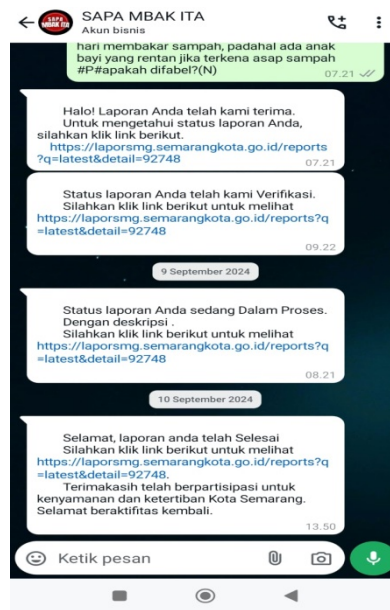 SAPA MBAK ITA
Akun bisnis
hari membakar sampah, padahal ada anak
bayi yang rentan jika terkena asap sampah
#P#apakah difabel?(N)
07.21
Halo! Laporan Anda telah kami terima.
Untuk mengetahui status laporan Anda,
silahkan klik link berikut.
https://laporsmg.semarangkota.go.id/reports
?q=latest&detail=92748
07.21
Status laporan Anda telah kami Verifikasi.
Silahkan klik link berikut untuk melihat
https://laporsmg.semarangkota.go.id/reports?q
=latest&detail=92748
09.22
9 September 2024
Status laporan Anda sedang Dalam Proses.
Dengan deskripsi .
Silahkan klik link berikut untuk melihat
https://laporsmg.semarangkota.go.id/reports?q
=latest&detail=92748
08.21
10 September 2024
Selamat, laporan anda telah Selesai
Silahkan klik link berikut untuk melihat
https://laporsmg.semarangkota.go.id/reports?q
=latest&detail=92748.
Terimakasih telah berpartisipasi untuk
kenyamanan dan ketertiban Kota Semarang.
Selamat beraktifitas kembali.
13.50
Ketik pesan